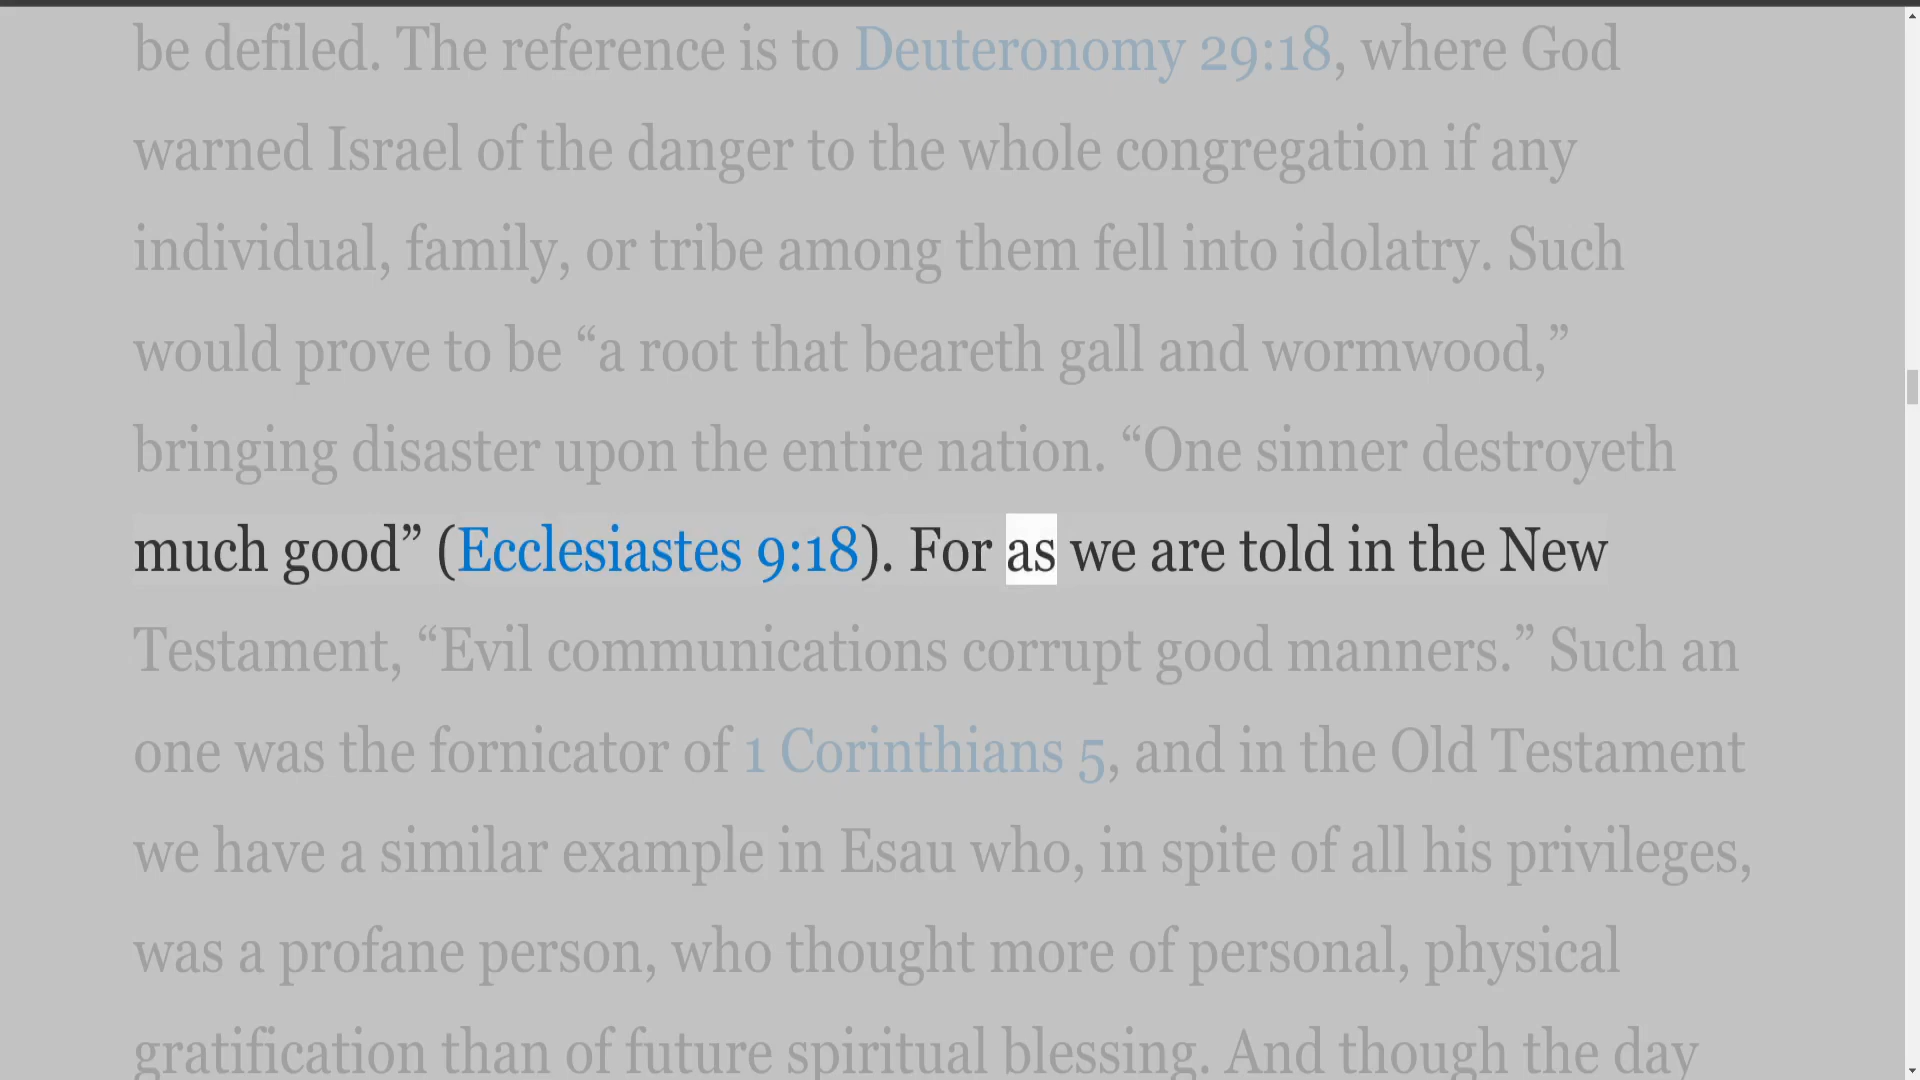 be defiled. The reference is to Deuteronomy 29:18, where God
warned Israel of the danger to the whole congregation if any
individual, family, or tribe among them fell into idolatry. Such
would prove to be “a root that beareth gall and wormwood,”
bringing disaster upon the entire nation. “One sinner destroyeth
much good” (Ecclesiastes 9:18). For as we are told in the New
Testament, “Evil communications corrupt good manners.” Such an
one was the fornicator of 1 Corinthians 5, and in the Old Testament
we have a similar example in Esau who, in spite of all his privileges,
was a profane person, who thought more of personal, physical
gratification than of future spiritual blessing. And though the day